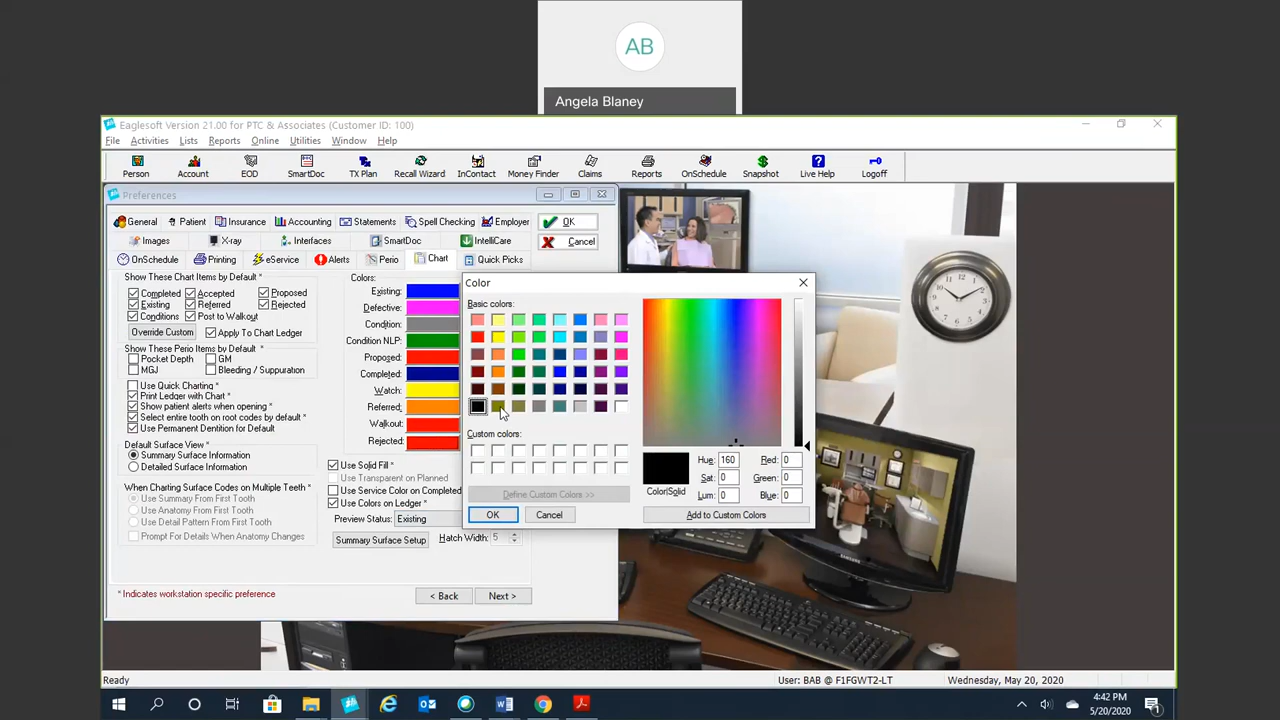 AB
Angela Blaney
Eaglesoft Version 21.00 for PTC & Associates (Customer ID: 100)
File Activities Lists Reports Online Utilities Window Help
Person Account EOD SmartDoc TX Plan Recall Wizard InContact Money Finder Claims Reports OnSchedule Snapshot Live Help Logoff
Preferences
General Patient Insurance Accounting Statements Spell Checking Employer OK
Images X-ray Interfaces SmartDoc IntelliCare Cancel
OnSchedule Printing eService Alerts Perio Chart Quick Picks
Show These Chart Items by Default *
Completed Accepted Proposed
Existing Referred Rejected
Conditions Post to Walkout
Override Custom Apply To Chart Ledger
Show These Perio Items by Default *
Pocket Depth GM
MGJ Bleeding / Suppuration
Use Quick Charting *
Print Ledger with Chart *
Show patient alerts when opening *
Select entire tooth on root codes by default *
Use Permanent Dentition for Default
Default Surface View *
Summary Surface Information
Detailed Surface Information
When Charting Surface Codes on Multiple Teeth *
Use Summary From First Tooth
Use Anatomy From First Tooth
Use Detail Pattern From First Tooth
Prompt For Details When Anatomy Changes
Colors:
Existing:
Defective:
Condition:
Condition NLP:
Proposed:
Completed:
Watch:
Referred:
Walkout:
Rejected:
Use Solid Fill *
Use Transparent on Planned
Use Service Color on Completed
Use Colors on Ledger *
Preview Status: Existing
Summary Surface Setup Hatch Width: 5
* Indicates workstation specific preference
< Back Next >
Color
Basic colors:
Custom colors:
Define Custom Colors >>
OK Cancel
Color|Solid
Hue: 160 Red: 0
Sat: 0 Green: 0
Lum: 0 Blue: 0
Add to Custom Colors
Ready User: BAB @ F1FGWT2-LT Wednesday, May 20, 2020
4:42 PM
5/20/2020
1